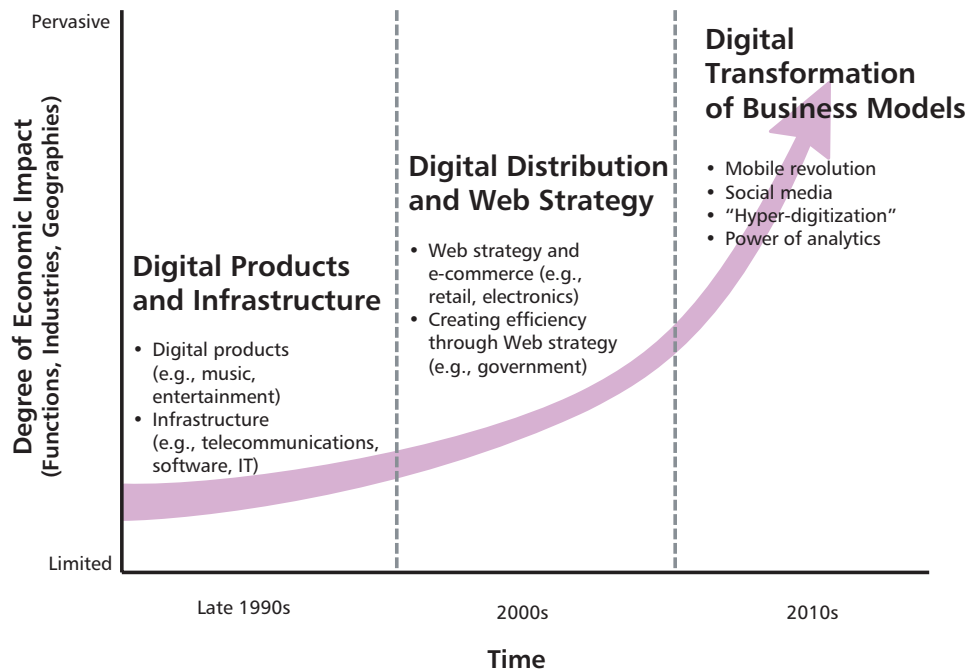 Pervasive
Degree of Economic Impact
(Functions, Industries, Geographies)
Limited
Digital Products
and Infrastructure
• Digital products
(e.g., music,
entertainment)
• Infrastructure
(e.g., telecommunications,
software, IT)
Digital Distribution
and Web Strategy
• Web strategy and
e-commerce (e.g.,
retail, electronics)
• Creating efficiency
through Web strategy
(e.g., government)
Digital
Transformation
of Business Models
• Mobile revolution
• Social media
• “Hyper-digitization”
• Power of analytics
Late 1990s
2000s
2010s
Time